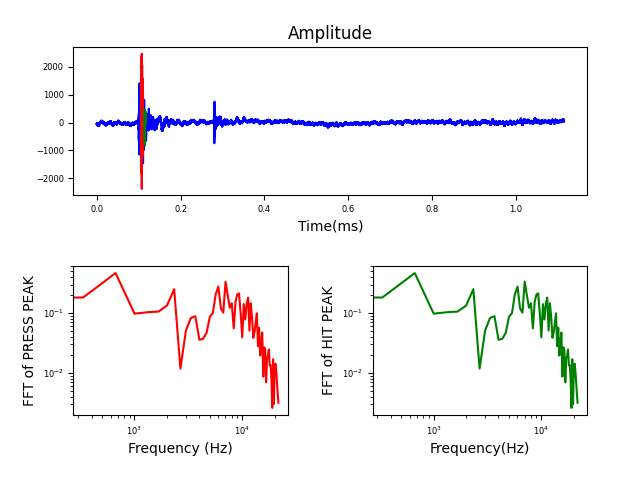 Amplitude
2000
1000
0
−1000
−2000
0.0 0.2 0.4 0.6 0.8 1.0
Time(ms)
FFT of PRESS PEAK
10⁻¹
10⁻²
10³ 10⁴
Frequency (Hz)
FFT of HIT PEAK
10⁻¹
10⁻²
10³ 10⁴
Frequency(Hz)